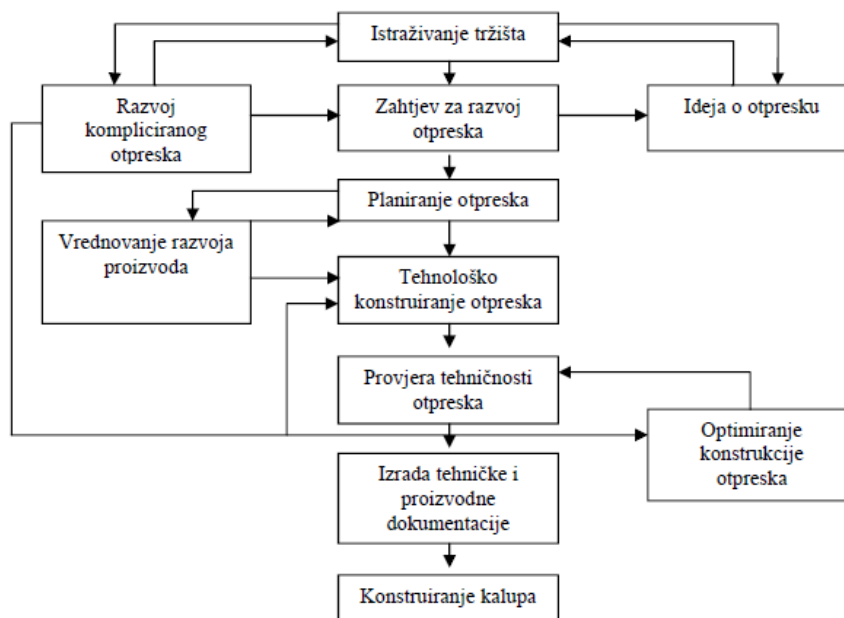 Istraživanje tržišta
Razvoj
kompliciranog
otpreska
Zahtjev za razvoj
otpreska
Ideja o otpresku
Planiranje otpreska
Vrednovanje razvoja
proizvoda
Tehnološko
konstruiranje otpreska
Provjera tehničnosti
otpreska
Optimiranje
konstrukcije
otpreska
Izrada tehničke i
proizvodne
dokumentacije
Konstruiranje kalupa